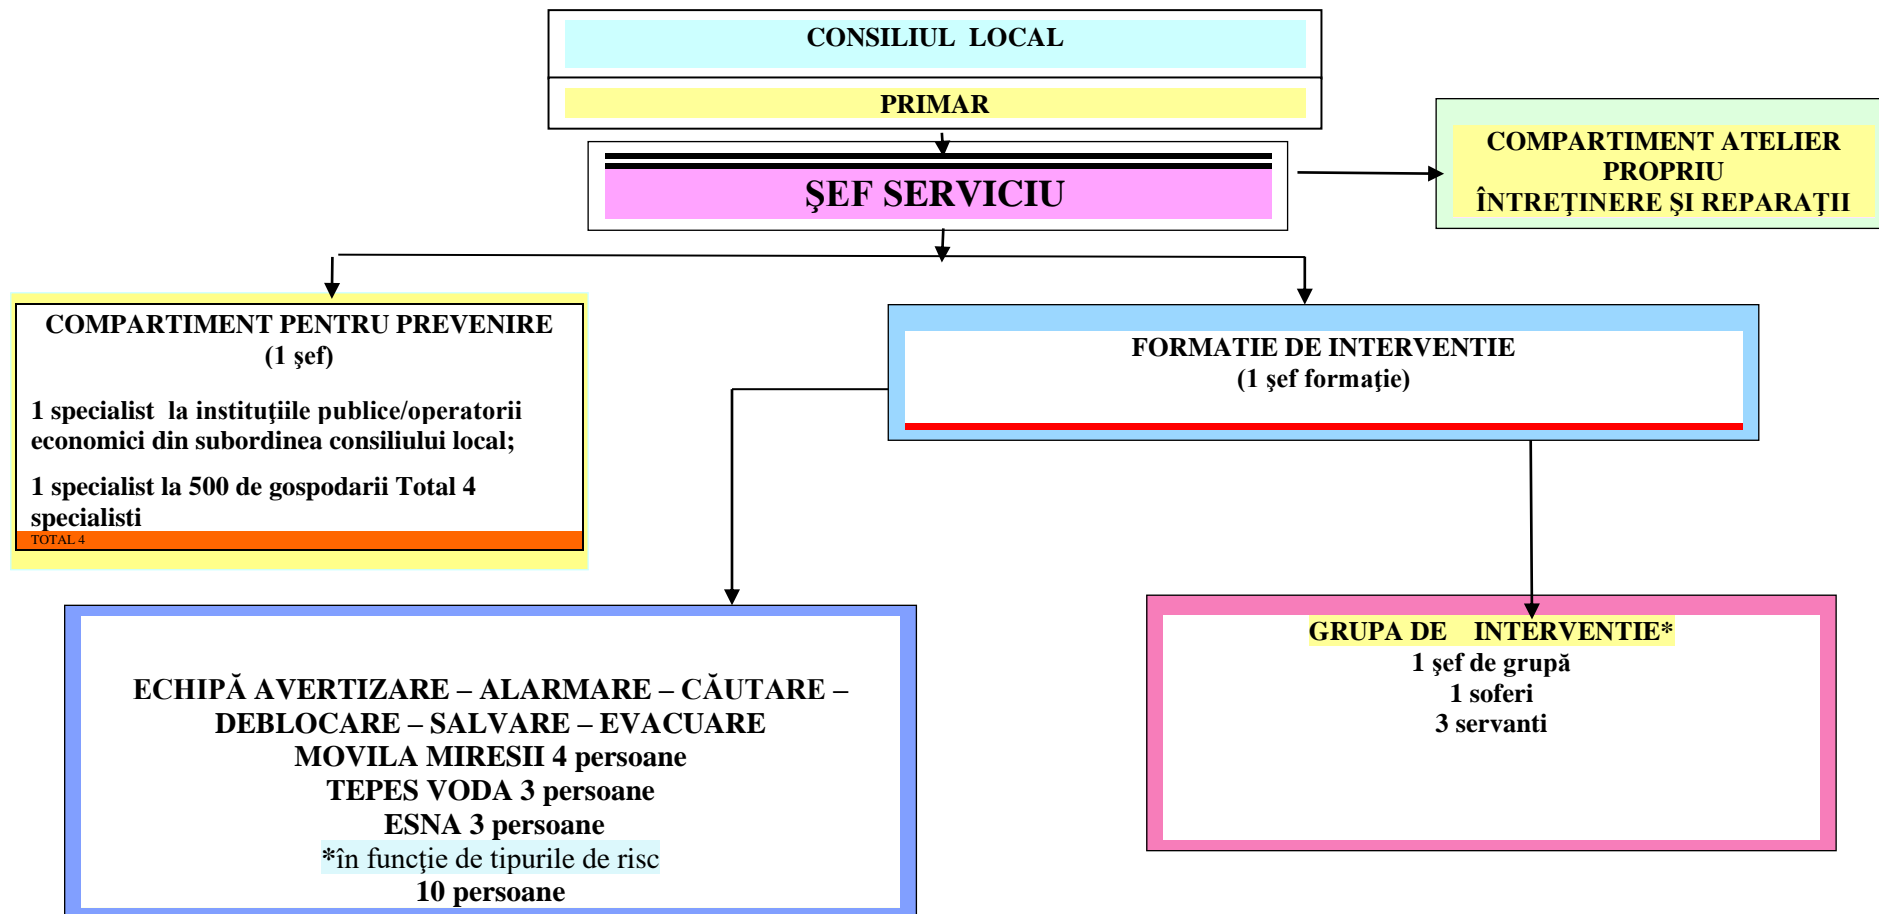 CONSILIUL LOCAL
PRIMAR
COMPARTIMENT ATELIER
PROPRIU
ÎNTREŢINERE ŞI REPARAŢII
ŞEF SERVICIU
COMPARTIMENT PENTRU PREVENIRE
(1 şef)
1 specialist la instituţiile publice/operatorii
economici din subordinea consiliului local;
1 specialist la 500 de gospodarii Total 4
specialisti
TOTAL 4
FORMATIE DE INTERVENTIE
(1 şef formaţie)
ECHIPĂ AVERTIZARE – ALARMARE – CĂUTARE –
DEBLOCARE – SALVARE – EVACUARE
MOVILA MIRESII 4 persoane
TEPES VODA 3 persoane
ESNA 3 persoane
*în funcţie de tipurile de risc
10 persoane
GRUPA DE INTERVENTIE*
1 şef de grupă
1 soferi
3 servanti